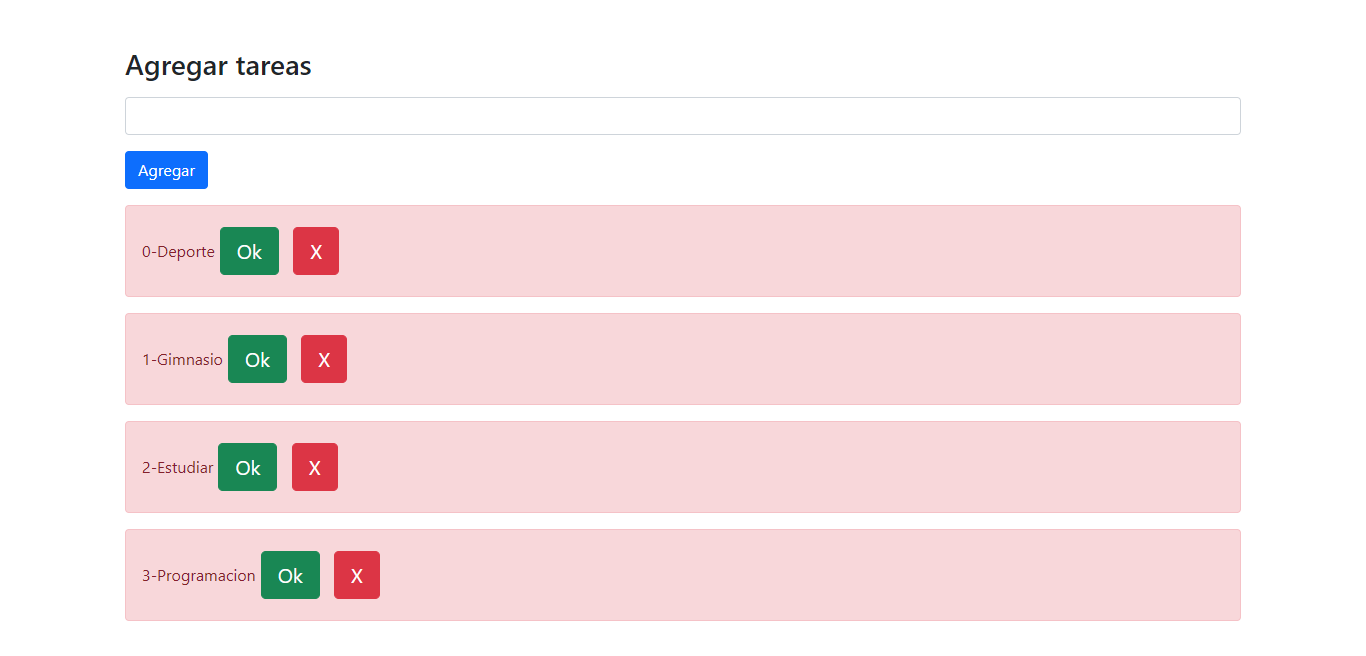 Agregar tareas
Agregar
0-Deporte Ok X
1-Gimnasio Ok X
2-Estudiar Ok X
3-Programacion Ok X